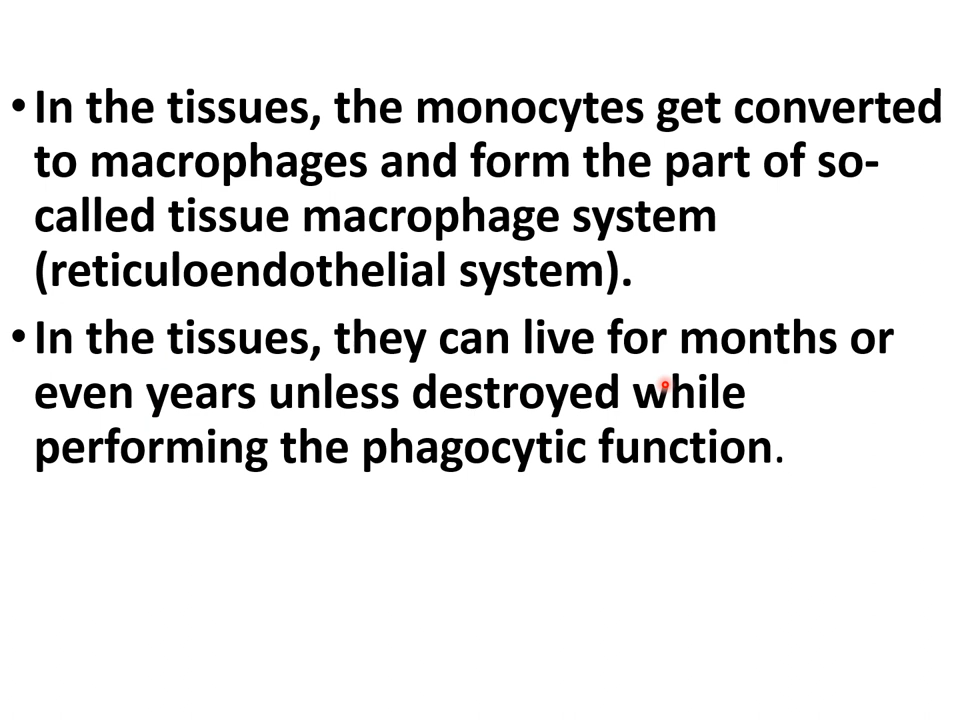 • In the tissues, the monocytes get converted
to macrophages and form the part of so-
called tissue macrophage system
(reticuloendothelial system).
• In the tissues, they can live for months or
even years unless destroyed while
performing the phagocytic function.